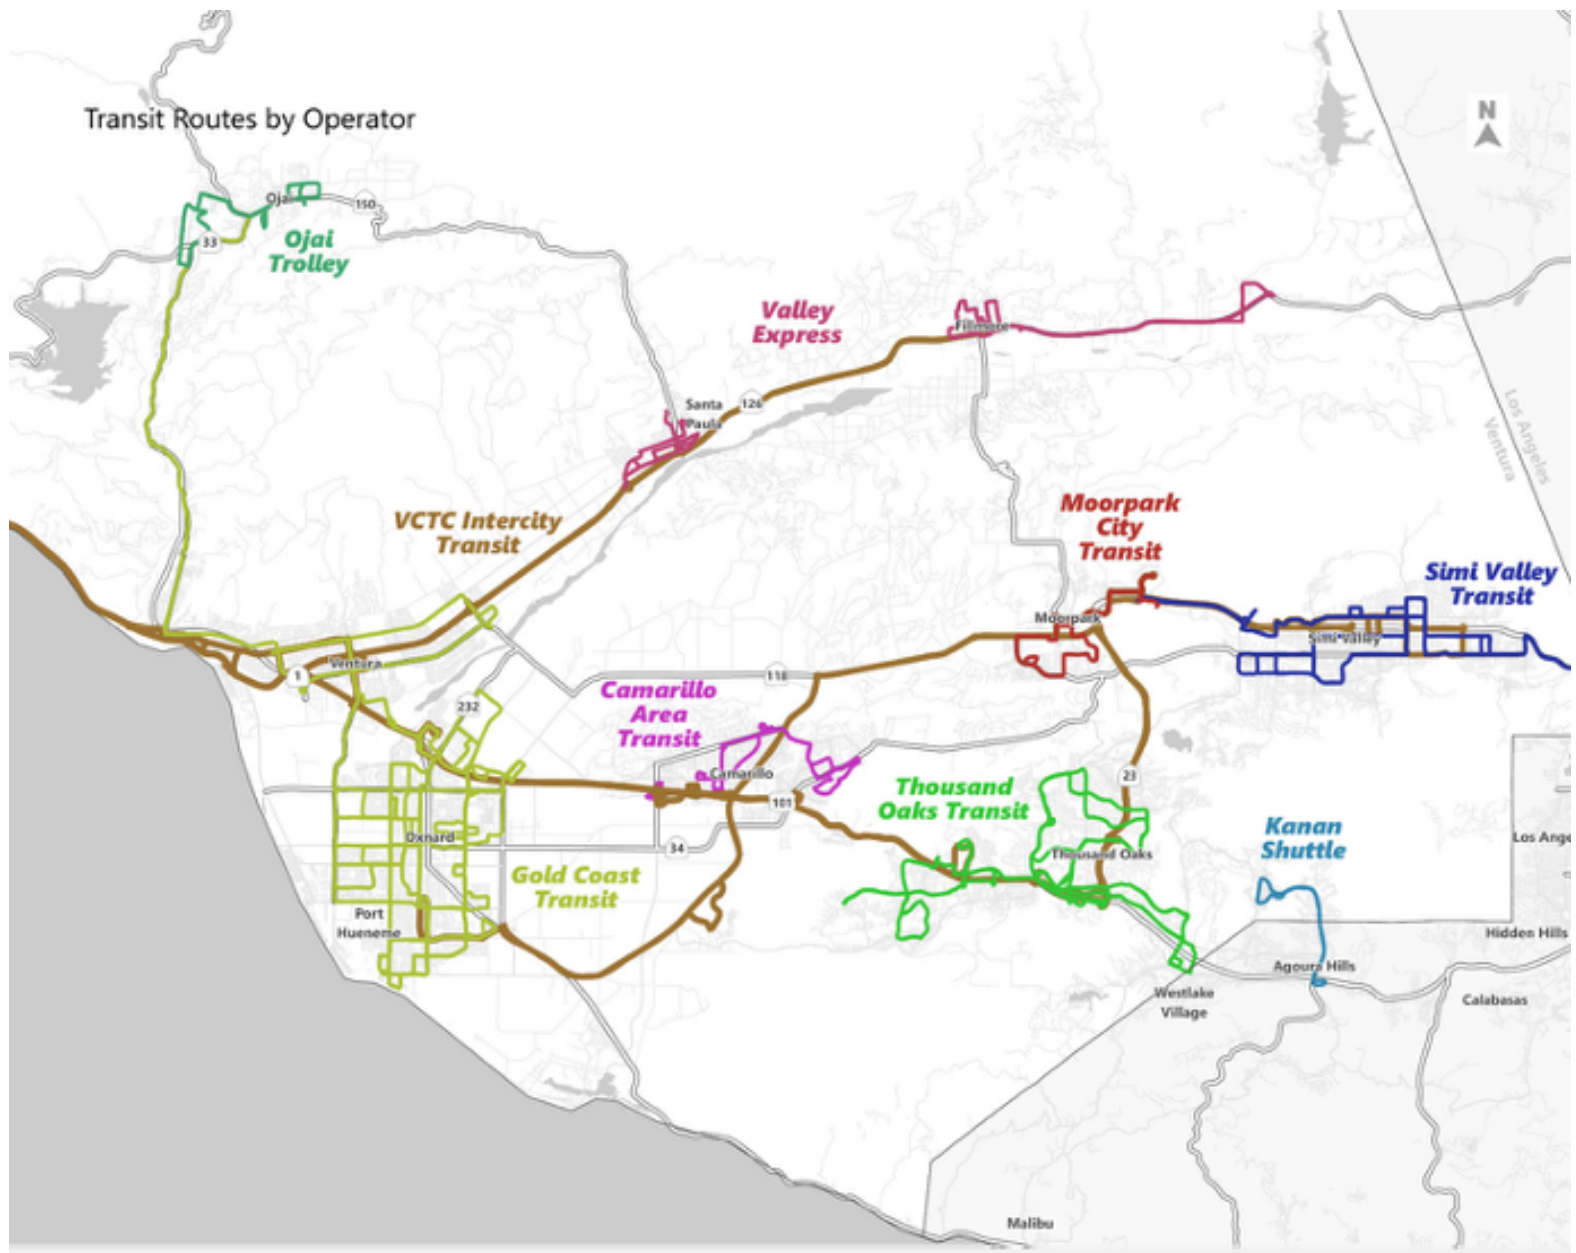 Transit Routes by Operator
N
Ojai
150
33
Ojai
Trolley
Valley
Express
Fillmore
Santa
Paula
126
Los Angeles
Ventura
VCTC Intercity
Transit
Moorpark
City
Transit
Simi Valley
Transit
Moorpark
Simi Valley
Ventura
1
118
232
Camarillo
Area
Transit
Camarillo
101
23
Thousand
Oaks Transit
Kanan
Shuttle
Oxnard
34
Thousand Oaks
Los Ange
Gold Coast
Transit
Port
Hueneme
Hidden Hills
Agoura Hills
Westlake
Village
Calabasas
Malibu